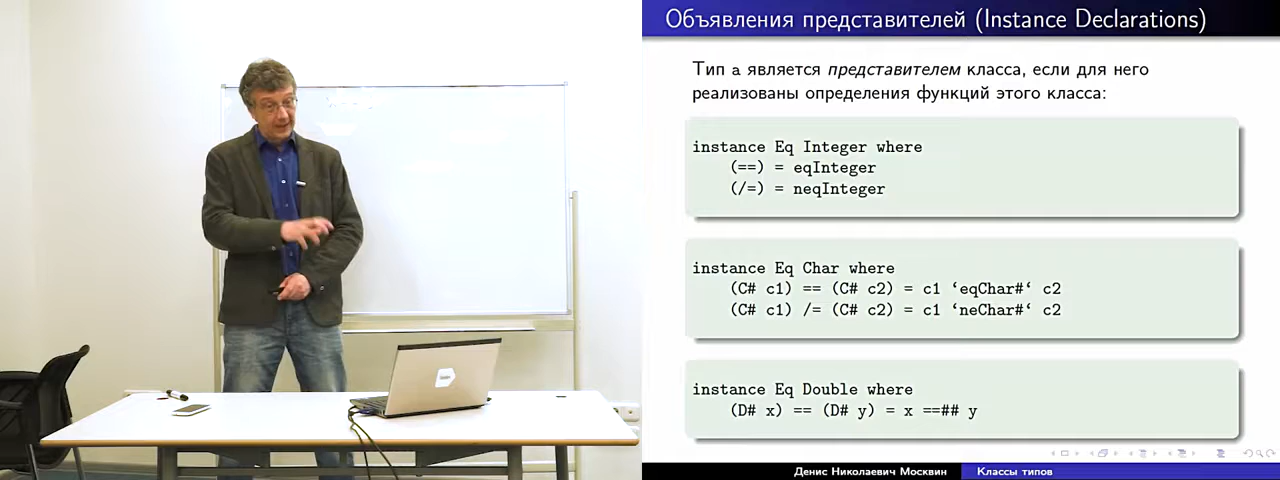 Объявления представителей (Instance Declarations)
Тип a является представителем класса, если для него
реализованы определения функций этого класса:
instance Eq Integer where
(==) = eqInteger
(/=) = neqInteger
instance Eq Char where
(C# c1) == (C# c2) = c1 ‘eqChar#‘ c2
(C# c1) /= (C# c2) = c1 ‘neChar#‘ c2
instance Eq Double where
(D# x) == (D# y) = x ==## y
Денис Николаевич Москвин
Классы типов